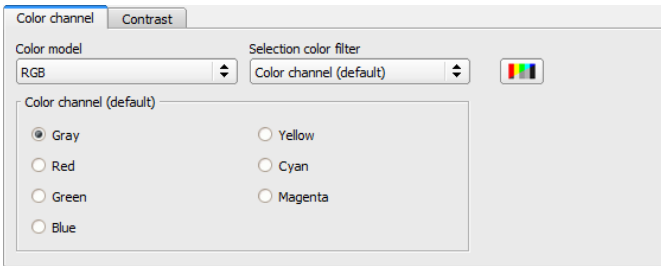 Color channel Contrast
Color model Selection color filter
RGB Color channel (default)
Color channel (default)
Gray Yellow
Red Cyan
Green Magenta
Blue